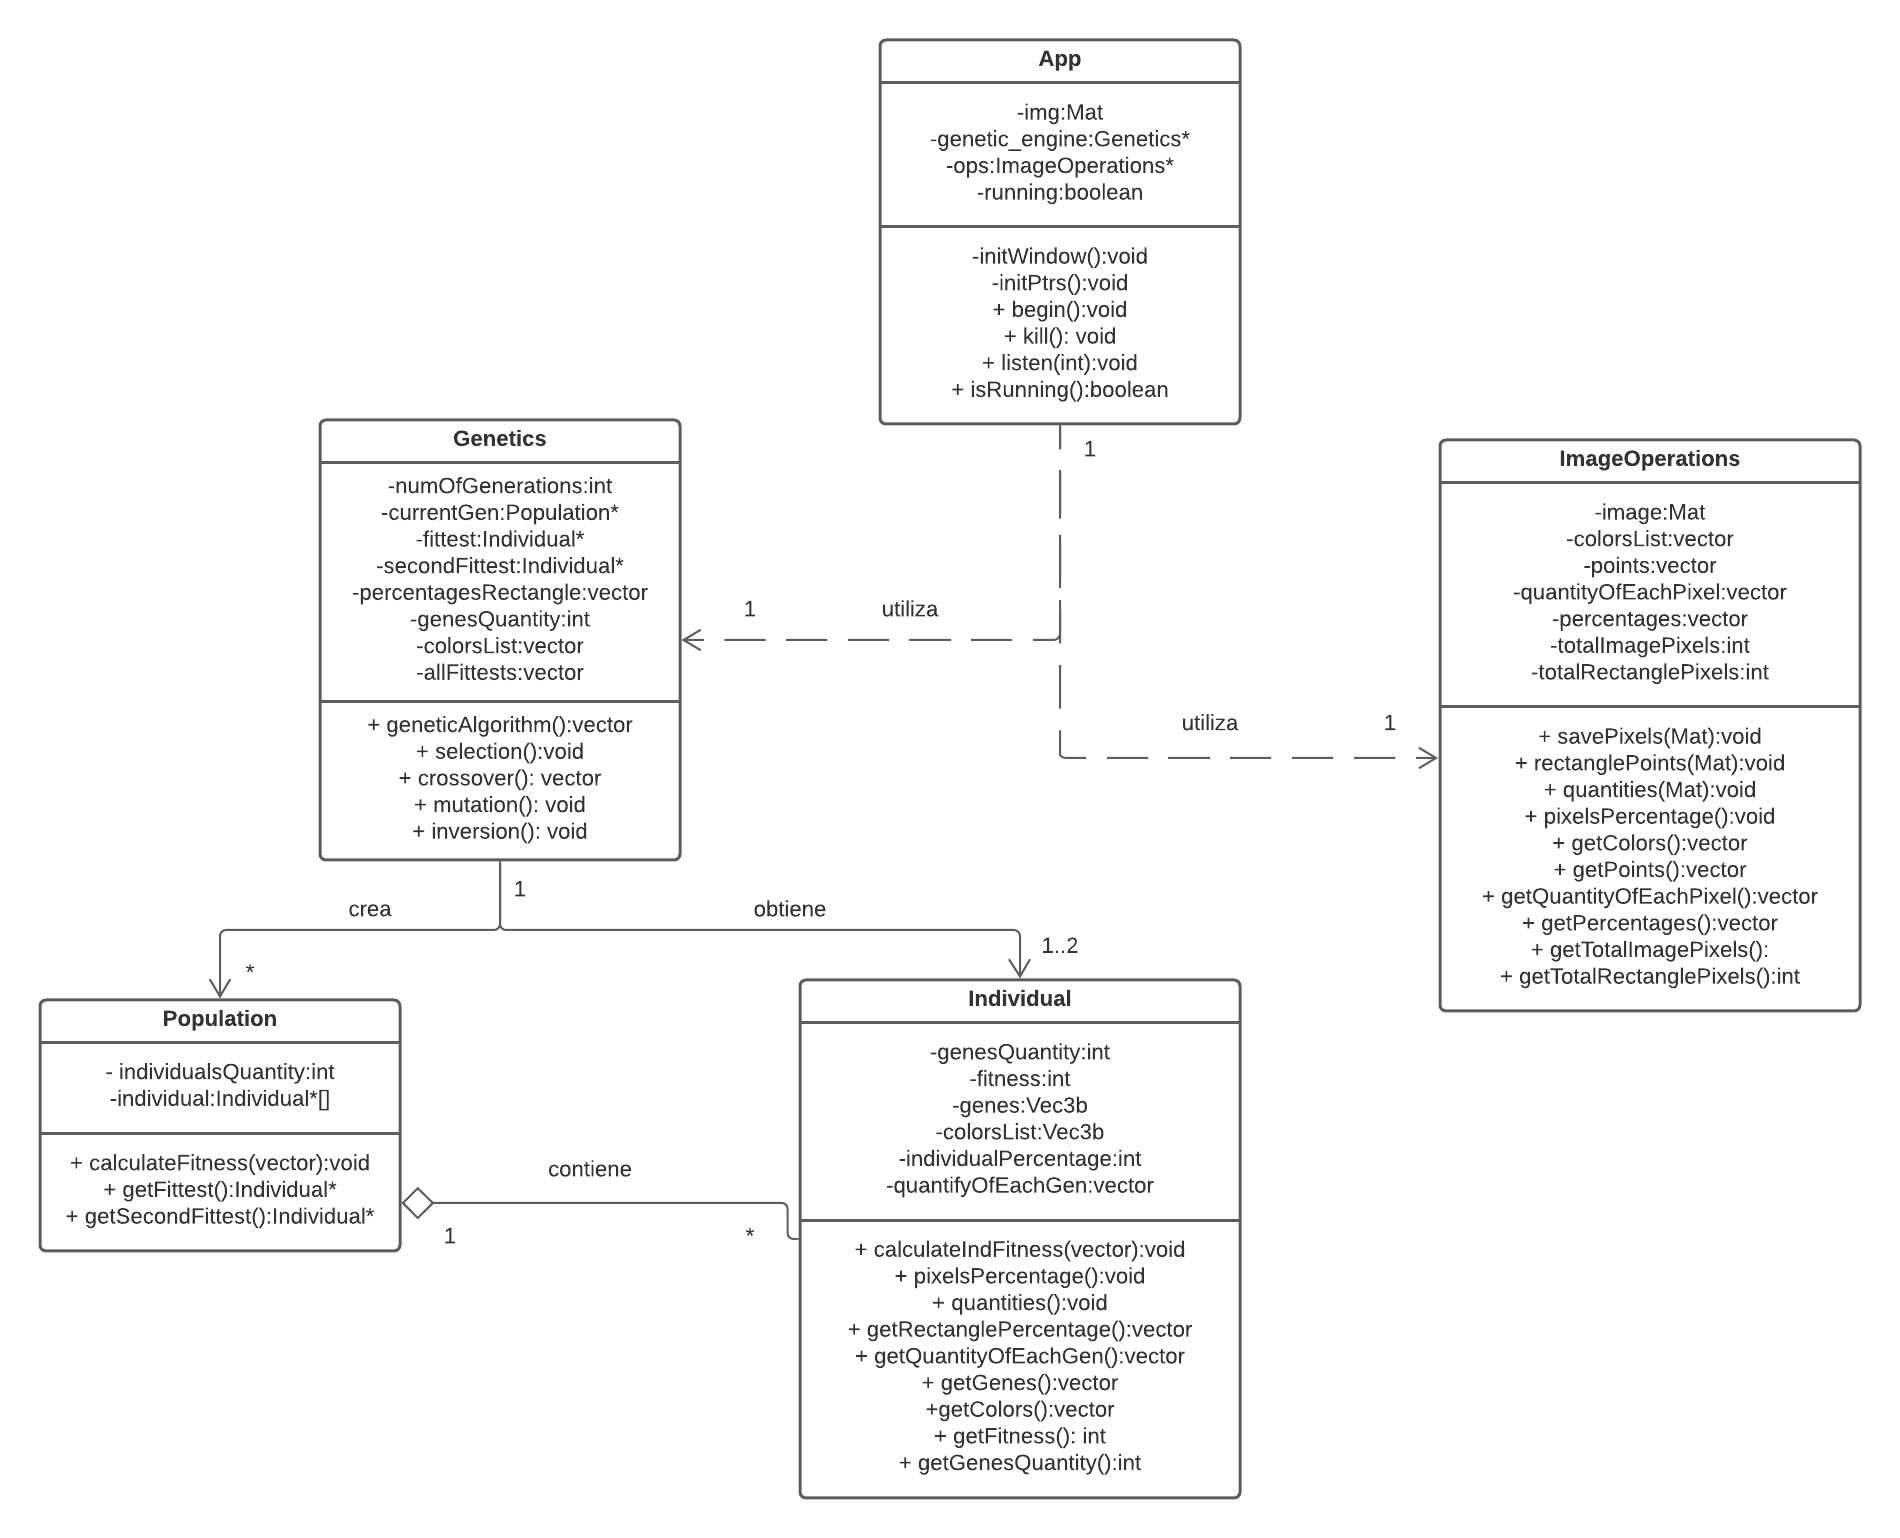 App
-img:Mat
-genetic_engine:Genetics*
-ops:ImageOperations*
-running:boolean
-initWindow():void
-initPtrs():void
+ begin():void
+ kill(): void
+ listen(int):void
+ isRunning():boolean
1
Genetics
-numOfGenerations:int
-currentGen:Population*
-fittest:Individual*
-secondFittest:Individual*
-percentagesRectangle:vector
-genesQuantity:int
-colorsList:vector
-allFittests:vector
+ geneticAlgorithm():vector
+ selection():void
+ crossover(): vector
+ mutation(): void
+ inversion(): void
1
utiliza
utiliza
1
ImageOperations
-image:Mat
-colorsList:vector
-points:vector
-quantityOfEachPixel:vector
-percentages:vector
-totalImagePixels:int
-totalRectanglePixels:int
+ savePixels(Mat):void
+ rectanglePoints(Mat):void
+ quantities(Mat):void
+ pixelsPercentage():void
+ getColors():vector
+ getPoints():vector
+ getQuantityOfEachPixel():vector
+ getPercentages():vector
+ getTotalImagePixels():
+ getTotalRectanglePixels():int
1
crea
obtiene
*
1..2
Population
- individualsQuantity:int
-individual:Individual*[]
+ calculateFitness(vector):void
+ getFittest():Individual*
+ getSecondFittest():Individual*
contiene
1
*
Individual
-genesQuantity:int
-fitness:int
-genes:Vec3b
-colorsList:Vec3b
-individualPercentage:int
-quantifyOfEachGen:vector
+ calculateIndFitness(vector):void
+ pixelsPercentage():void
+ quantities():void
+ getRectanglePercentage():vector
+ getQuantityOfEachGen():vector
+ getGenes():vector
+getColors():vector
+ getFitness(): int
+ getGenesQuantity():int